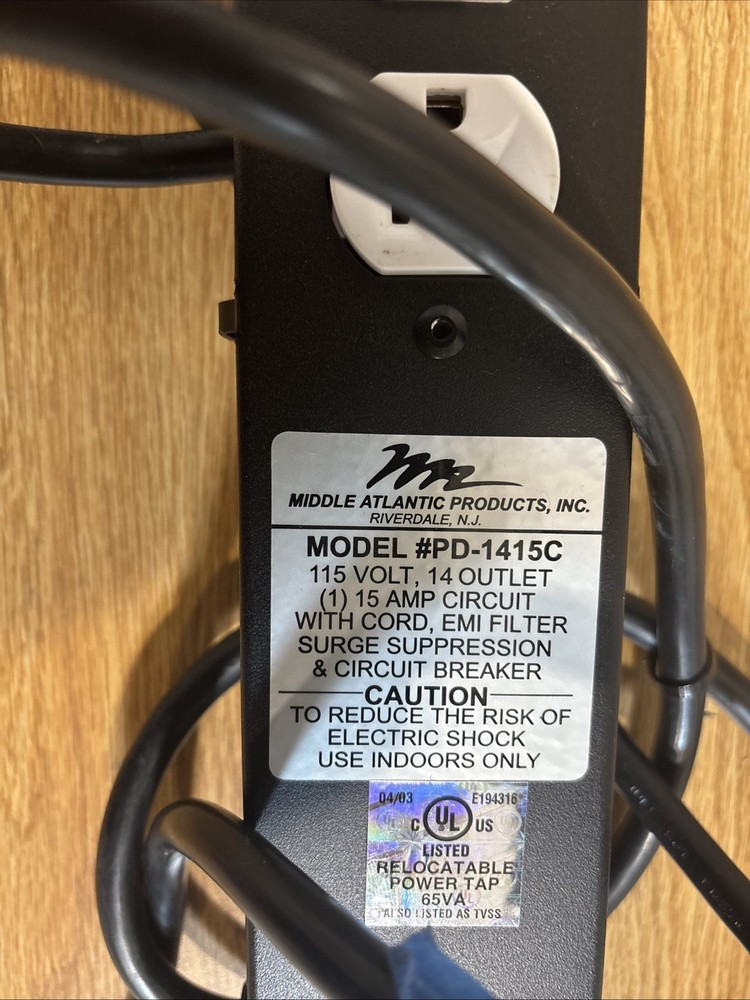 MIDDLE ATLANTIC PRODUCTS, INC.
RIVERDALE, N.J.
MODEL #PD-1415C
115 VOLT, 14 OUTLET
(1) 15 AMP CIRCUIT
WITH CORD, EMI FILTER
SURGE SUPPRESSION
& CIRCUIT BREAKER
CAUTION
TO REDUCE THE RISK OF
ELECTRIC SHOCK
USE INDOORS ONLY
04/03 E194316
C UL US
LISTED
RELOCATABLE
POWER TAP
65VA
ALSO LISTED AS TVSS